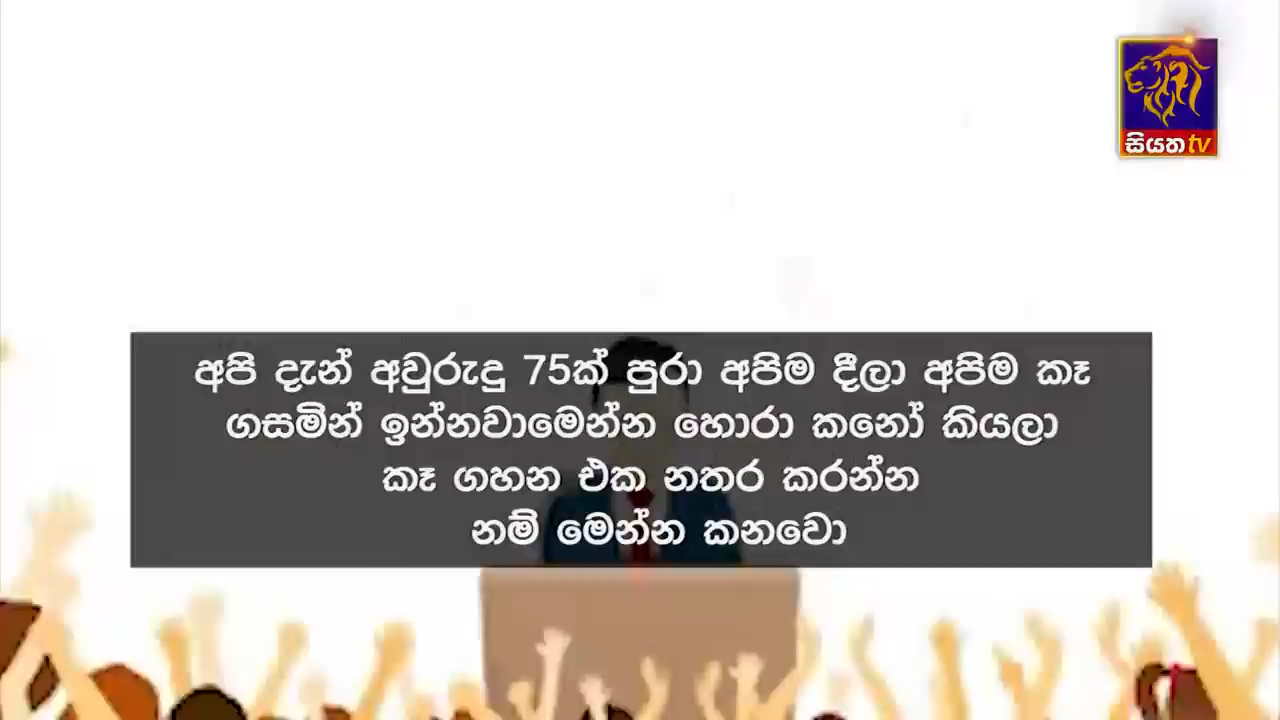 සියත tv
අපි දැන් අවුරුදු 75ක් පුරා අපිම දීලා අපිම කෑ
ගසමින් ඉන්නවාමෙන්න හොරා කනෝ කියලා
කෑ ගහන එක නතර කරන්න
නම් මෙන්න කනවො